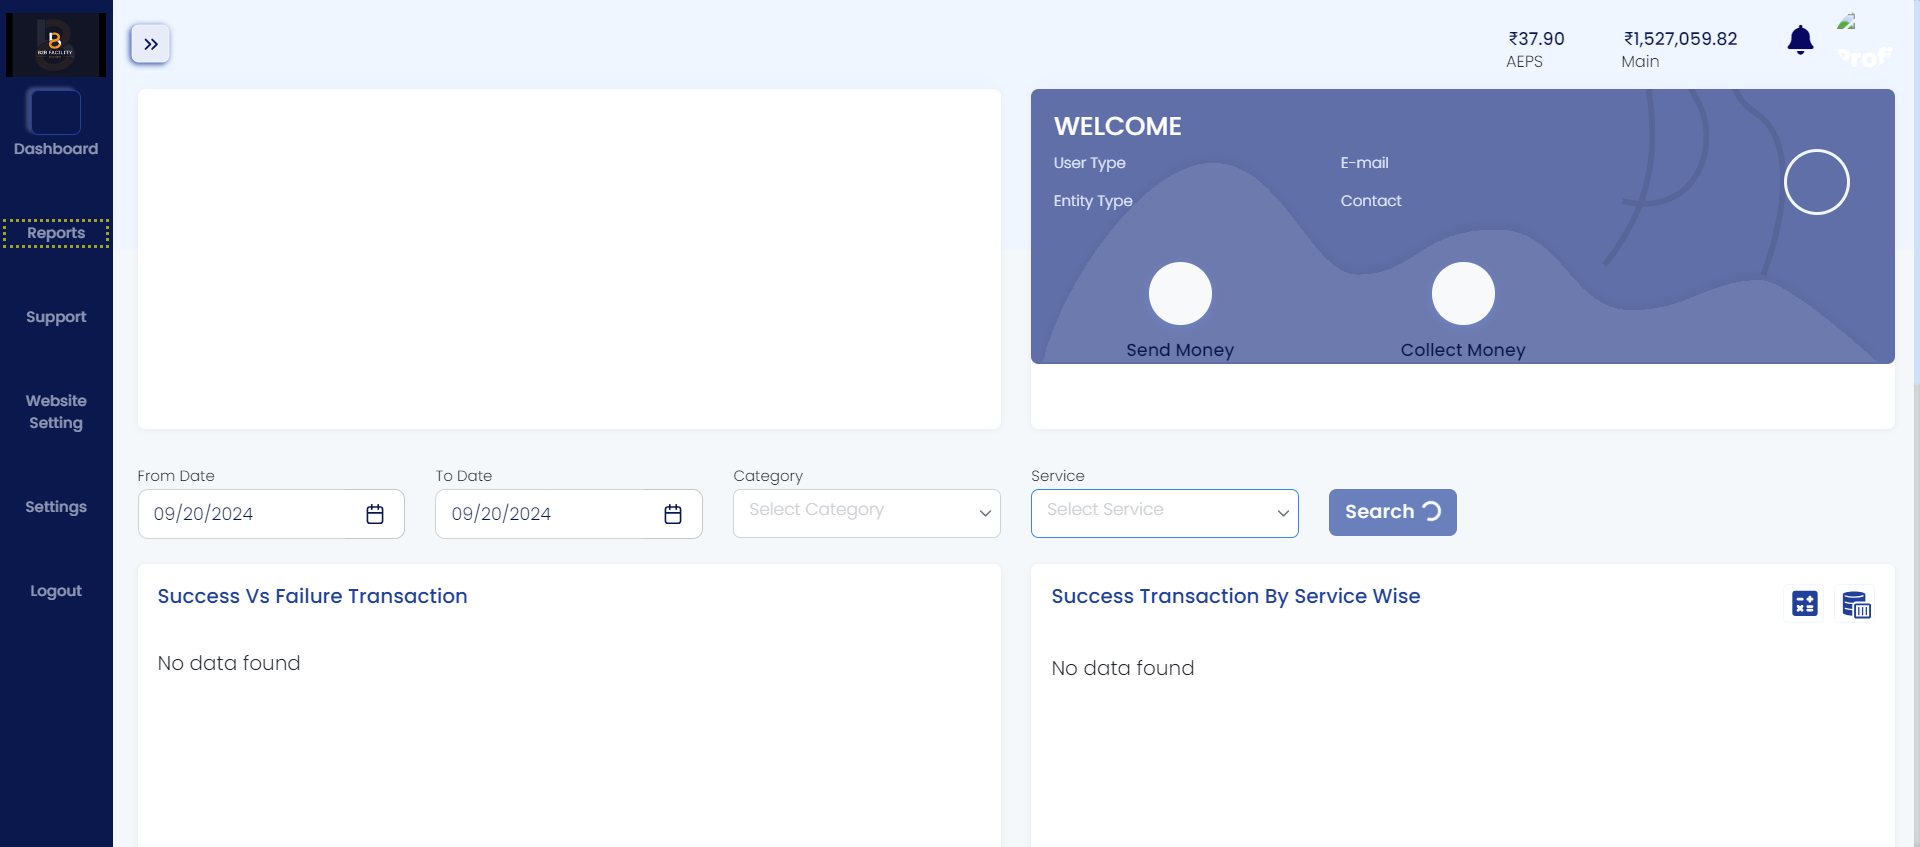 B2B FACILITY
₹37.90
AEPS
₹1,527,059.82
Main
Prof
Dashboard
Reports
Support
Website
Setting
Settings
Logout
WELCOME
User Type
E-mail
Entity Type
Contact
Send Money
Collect Money
From Date
To Date
Category
Service
09/20/2024
09/20/2024
Select Category
Select Service
Search
Success Vs Failure Transaction
No data found
Success Transaction By Service Wise
No data found